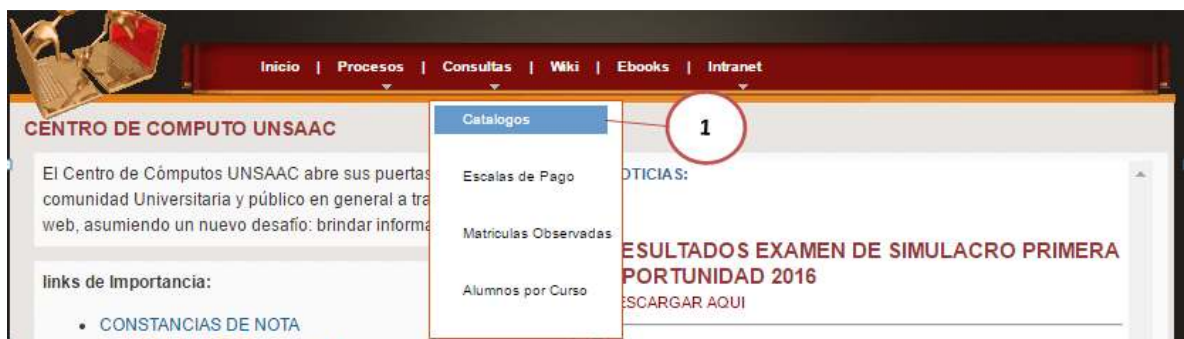 Inicio | Procesos | Consultas | Wiki | Ebooks | Intranet
Catalogos
1
Escalas de Pago
Matriculas Observadas
Alumnos por Curso
CENTRO DE COMPUTO UNSAAC
El Centro de Cómputos UNSAAC abre sus puertas
comunidad Universitaria y público en general a tra
web, asumiendo un nuevo desafío: brindar informa
links de Importancia:
• CONSTANCIAS DE NOTA
OTICIAS:
ESULTADOS EXAMEN DE SIMULACRO PRIMERA
PORTUNIDAD 2016
ESCARGAR AQUI